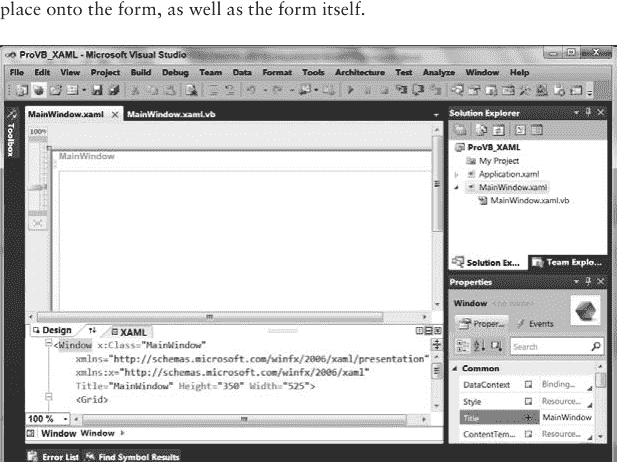 place onto the form, as well as the form itself.
ProVB_XAML - Microsoft Visual Studio
File Edit View Project Build Debug Team Data Format Tools Architecture Test Analyze Window Help
MainWindow.xaml MainWindow.xaml.vb
Toolbox
100%
MainWindow
Solution Explorer
ProVB_XAML
My Project
Application.xaml
MainWindow.xaml
MainWindow.xaml.vb
Solution Ex... Team Explo...
Properties
Window <no name>
Proper... Events
Search
Common
DataContext Binding...
Style Resource...
Title MainWindow
ContentTem... Resource...
Design XAML
<Window x:Class="MainWindow"
xmlns="http://schemas.microsoft.com/winfx/2006/xaml/presentation"
xmlns:x="http://schemas.microsoft.com/winfx/2006/xaml"
Title="MainWindow" Height="350" Width="525">
<Grid>
100 %
Window Window
Error List Find Symbol Results